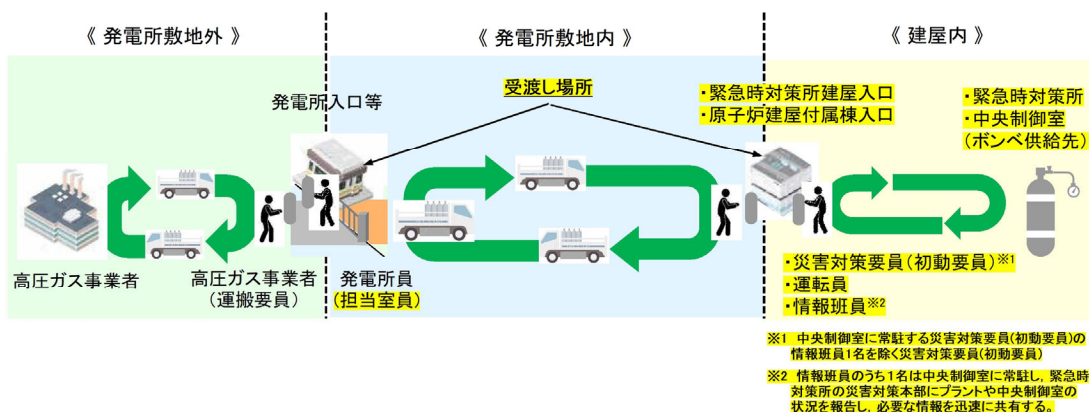 《 発電所敷地外 》
《 発電所敷地内 》
《 建屋内 》
発電所入口等
受渡し場所
・緊急時対策所建屋入口
・原子炉建屋付属棟入口
・緊急時対策所
・中央制御室
(ボンベ供給先)
高圧ガス事業者
高圧ガス事業者
(運搬要員)
発電所員
(担当室員)
・災害対策要員(初動要員)※1
・運転員
・情報班員※2
※1 中央制御室に常駐する災害対策要員(初動要員)の
情報班員1名を除く災害対策要員(初動要員)
※2 情報班員のうち1名は中央制御室に常駐し,緊急時
対策所の災害対策本部にプラントや中央制御室の
状況を報告し,必要な情報を迅速に共有する。